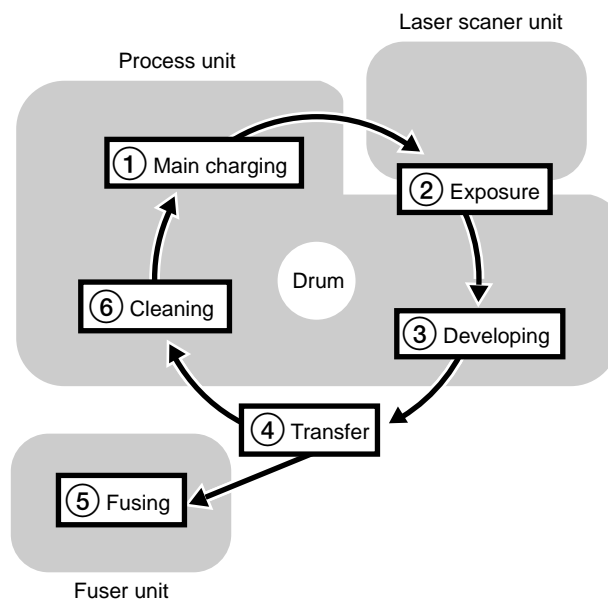 Laser scaner unit
Process unit
① Main charging
② Exposure
Drum
⑥ Cleaning
③ Developing
④ Transfer
⑤ Fusing
Fuser unit